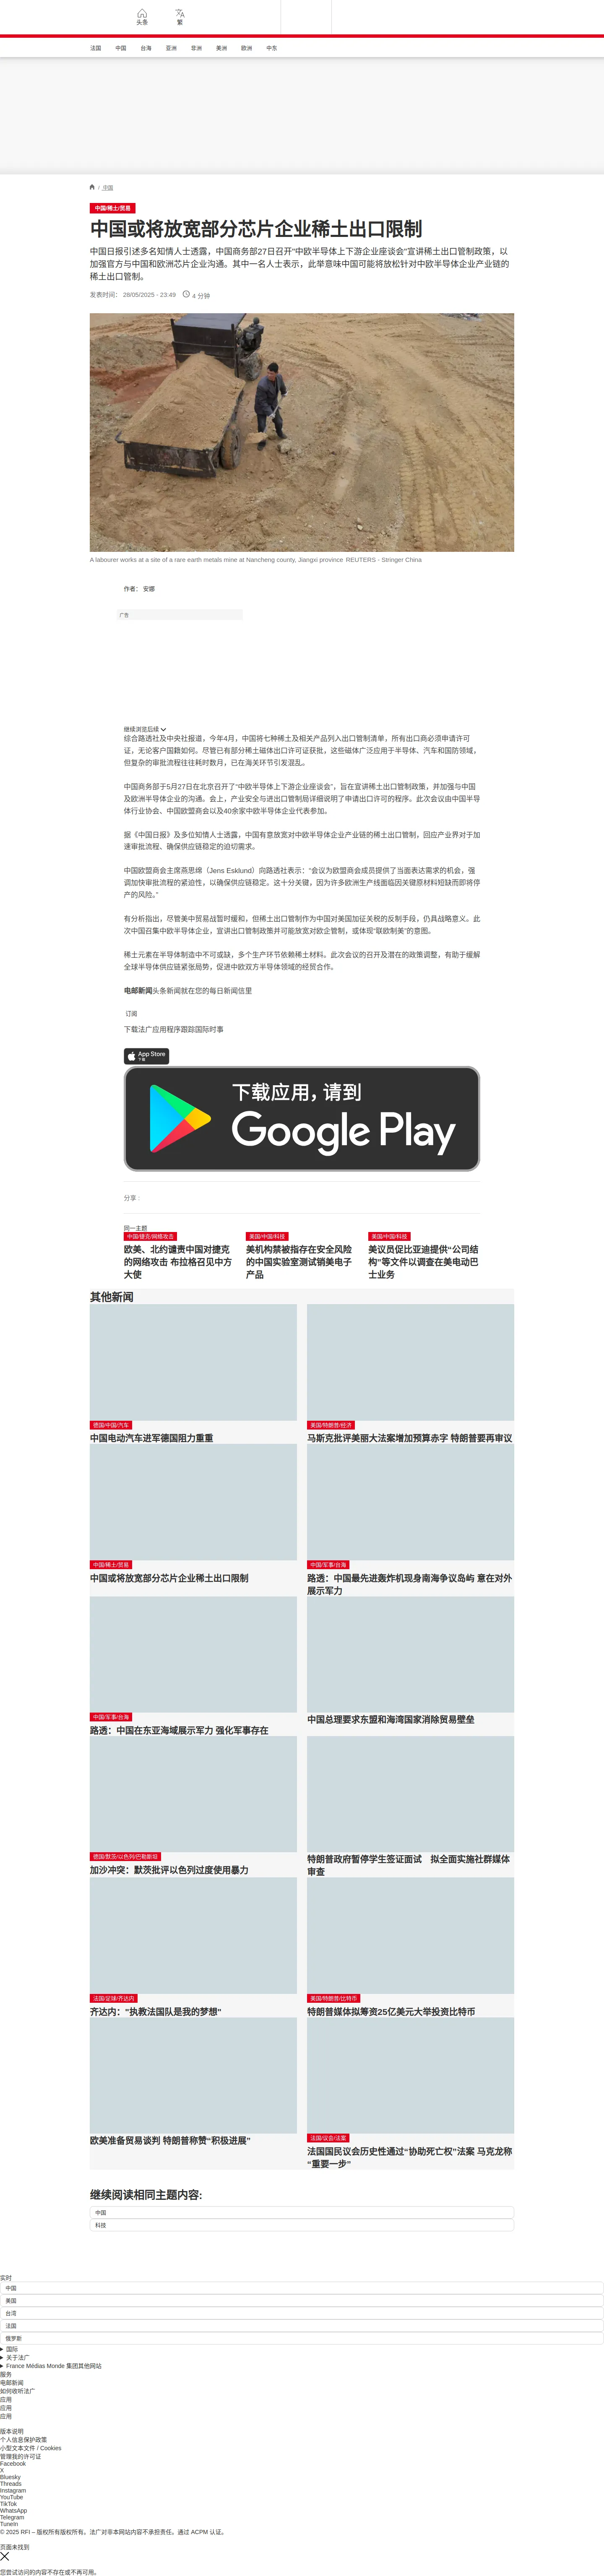 头条
繁
法国 中国 台海 亚洲 非洲 美洲 欧洲 中东
/ 中国
中国/稀土/贸易
中国或将放宽部分芯片企业稀土出口限制
中国日报引述多名知情人士透露，中国商务部27日召开"中欧半导体上下游企业座谈会"宣讲稀土出口管制政策，以
加强官方与中国和欧洲芯片企业沟通。其中一名人士表示，此举意味中国可能将放松针对中欧半导体企业产业链的
稀土出口管制。
发表时间： 28/05/2025 - 23:49 4 分钟
A labourer works at a site of a rare earth metals mine at Nancheng county, Jiangxi province REUTERS - Stringer China
作者： 安娜
广告
继续浏览后续
综合路透社及中央社报道，今年4月，中国将七种稀土及相关产品列入出口管制清单，所有出口商必须申请许可
证，无论客户国籍如何。尽管已有部分稀土磁体出口许可证获批，这些磁体广泛应用于半导体、汽车和国防领域，
但复杂的审批流程往往耗时数月，已在海关环节引发混乱。
中国商务部于5月27日在北京召开了"中欧半导体上下游企业座谈会"，旨在宣讲稀土出口管制政策，并加强与中国
及欧洲半导体企业的沟通。会上，产业安全与进出口管制局详细说明了申请出口许可的程序。此次会议由中国半导
体行业协会、中国欧盟商会以及40余家中欧半导体企业代表参加。
据《中国日报》及多位知情人士透露，中国有意放宽对中欧半导体企业产业链的稀土出口管制，回应产业界对于加
速审批流程、确保供应链稳定的迫切需求。
中国欧盟商会主席燕思绵（Jens Esklund）向路透社表示："会议为欧盟商会成员提供了当面表达需求的机会，强
调加快审批流程的紧迫性，以确保供应链稳定。这十分关键，因为许多欧洲生产线面临因关键原材料短缺而即将停
产的风险。"
有分析指出，尽管美中贸易战暂时缓和，但稀土出口管制作为中国对美国加征关税的反制手段，仍具战略意义。此
次中国召集中欧半导体企业，宣讲出口管制政策并可能放宽对欧企管制，或体现"联欧制美"的意图。
稀土元素在半导体制造中不可或缺，多个生产环节依赖稀土材料。此次会议的召开及潜在的政策调整，有助于缓解
全球半导体供应链紧张局势，促进中欧双方半导体领域的经贸合作。
电邮新闻头条新闻就在您的每日新闻信里
订阅
下载法广应用程序跟踪国际时事
App Store
下载
下载应用，请到
Google Play
分享 :
同一主题
中国/捷克/网络攻击
欧美、北约谴责中国对捷克
的网络攻击 布拉格召见中方
大使
美国/中国/科技
美机构禁被指存在安全风险
的中国实验室测试销美电子
产品
美国/中国/科技
美议员促比亚迪提供"公司结
构"等文件以调查在美电动巴
士业务
其他新闻
德国/中国/汽车
中国电动汽车进军德国阻力重重
美国/特朗普/经济
马斯克批评美丽大法案增加预算赤字 特朗普要再审议
中国/稀土/贸易
中国或将放宽部分芯片企业稀土出口限制
中国/军事/台海
路透：中国最先进轰炸机现身南海争议岛屿 意在对外
展示军力
中国/军事/台海
路透：中国在东亚海域展示军力 强化军事存在
中国总理要求东盟和海湾国家消除贸易壁垒
德国/默茨/以色列/巴勒斯坦
加沙冲突：默茨批评以色列过度使用暴力
特朗普政府暂停学生签证面试　拟全面实施社群媒体
审查
法国/足球/齐达内
齐达内："执教法国队是我的梦想"
美国/特朗普/比特币
特朗普媒体拟筹资25亿美元大举投资比特币
欧美准备贸易谈判 特朗普称赞"积极进展"
法国/议会/法案
法国国民议会历史性通过"协助死亡权"法案 马克龙称
"重要一步"
继续阅读相同主题内容:
中国
科技
实时
中国
美国
台湾
法国
俄罗斯
国际
关于法广
France Médias Monde 集团其他网站
服务
电邮新闻
如何收听法广
应用
应用
应用
版本说明
个人信息保护政策
小型文本文件 / Cookies
管理我的许可证
Facebook
X
Bluesky
Threads
Instagram
YouTube
TikTok
WhatsApp
Telegram
TuneIn
© 2025 RFI – 版权所有版权所有。法广对非本网站内容不承担责任。通过 ACPM 认证。
页面未找到
您尝试访问的内容不存在或不再可用。